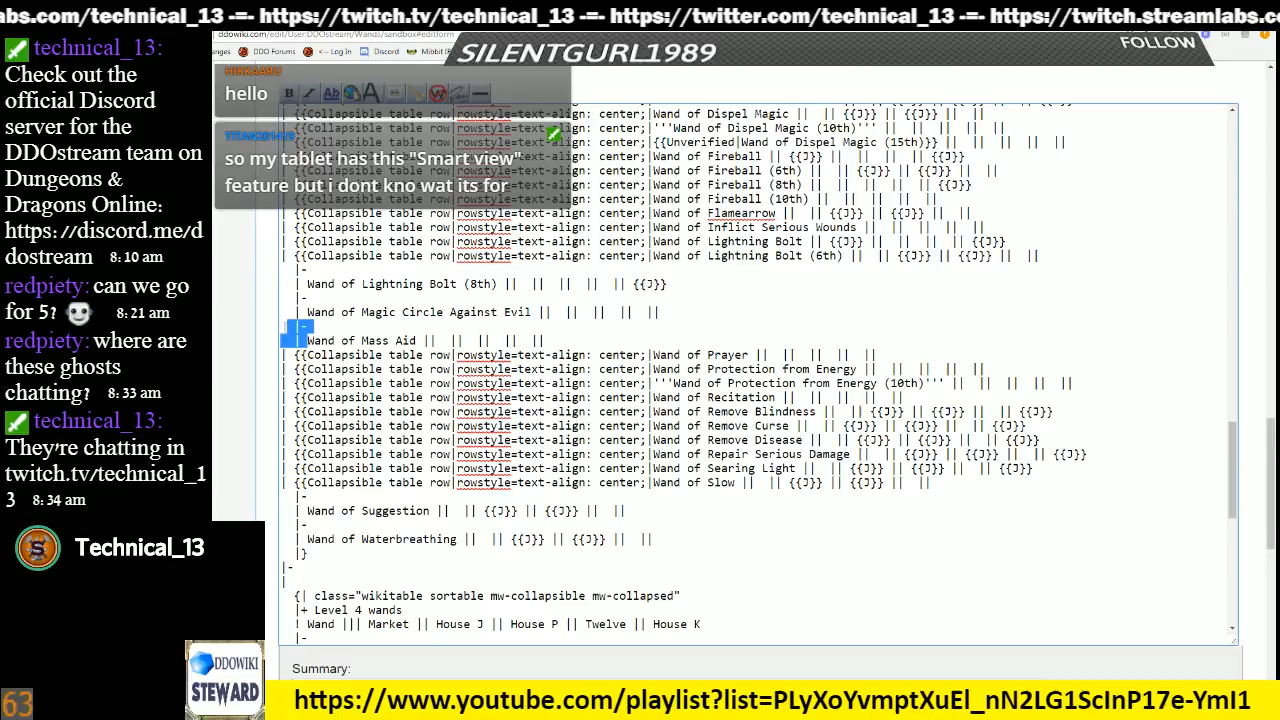 abs.com/technical_13 -=- https://twitch.tv/technical_13 -=- https://twitter.com/technical_13 -=- https://twitch.streamlabs.co
ddowiki.com/edit/User:DDOstream/Wands/sandbox#editform
anges DDO Forums <-- Log in Discord Mibbit
SILENTGURL1989
FOLLOW
technical_13:
Check out the
official Discord
server for the
DDOstream team on
Dungeons &
Dragons Online:
https://discord.me/d
dostream 8:10 am
redpiety: can we go
for 5? 8:21 am
redpiety: where are
these ghosts
chatting? 8:33 am
technical_13:
They're chatting in
twitch.tv/technical_1
3 8:34 am
Technical_13
DDOWIKI
STEWARD
63
HIKKAARU
hello
so my tablet has this "Smart view"
feature but i dont kno wat its for
B I Ab A W
| {{Collapsible table row|rowstyle=text-align: center;|Wand of Dispel Magic || || {{J}} || {{J}} || ||
| {{Collapsible table row|rowstyle=text-align: center;|'''Wand of Dispel Magic (10th)''' || || || || ||
| {{Collapsible table row|rowstyle=text-align: center;|{{Unverified|Wand of Dispel Magic (15th)}} || || || || ||
| {{Collapsible table row|rowstyle=text-align: center;|Wand of Fireball || {{J}} || || || || {{J}}
| {{Collapsible table row|rowstyle=text-align: center;|Wand of Fireball (6th) || || {{J}} || {{J}} || ||
| {{Collapsible table row|rowstyle=text-align: center;|Wand of Fireball (8th) || || || || || {{J}}
| {{Collapsible table row|rowstyle=text-align: center;|Wand of Fireball (10th) || || || || ||
| {{Collapsible table row|rowstyle=text-align: center;|Wand of Flamearrow || || {{J}} || {{J}} || ||
| {{Collapsible table row|rowstyle=text-align: center;|Wand of Inflict Serious Wounds || || || || ||
| {{Collapsible table row|rowstyle=text-align: center;|Wand of Lightning Bolt || {{J}} || || || || {{J}}
| {{Collapsible table row|rowstyle=text-align: center;|Wand of Lightning Bolt (6th) || || {{J}} || {{J}} || ||
|-
| Wand of Lightning Bolt (8th) || || || || || {{J}}
|-
| Wand of Magic Circle Against Evil || || || || ||
|-
| Wand of Mass Aid || || || || ||
| {{Collapsible table row|rowstyle=text-align: center;|Wand of Prayer || || || || ||
| {{Collapsible table row|rowstyle=text-align: center;|Wand of Protection from Energy || || || || ||
| {{Collapsible table row|rowstyle=text-align: center;|'''Wand of Protection from Energy (10th)''' || || || || ||
| {{Collapsible table row|rowstyle=text-align: center;|Wand of Recitation || || || || ||
| {{Collapsible table row|rowstyle=text-align: center;|Wand of Remove Blindness || || {{J}} || {{J}} || || {{J}}
| {{Collapsible table row|rowstyle=text-align: center;|Wand of Remove Curse || || {{J}} || {{J}} || || {{J}}
| {{Collapsible table row|rowstyle=text-align: center;|Wand of Remove Disease || || {{J}} || {{J}} || || {{J}}
| {{Collapsible table row|rowstyle=text-align: center;|Wand of Repair Serious Damage || || {{J}} || {{J}} || || {{J}}
| {{Collapsible table row|rowstyle=text-align: center;|Wand of Searing Light || || {{J}} || {{J}} || || {{J}}
| {{Collapsible table row|rowstyle=text-align: center;|Wand of Slow || || {{J}} || {{J}} || ||
|-
| Wand of Suggestion || || {{J}} || {{J}} || ||
|-
| Wand of Waterbreathing || || {{J}} || {{J}} || ||
|}
|-
|
{| class="wikitable sortable mw-collapsible mw-collapsed"
|+ Level 4 wands
! Wand ||| Market || House J || House P || Twelve || House K
|-
Summary:
https://www.youtube.com/playlist?list=PLyXoYvmptXuEl_nN2LG1ScInP17e-YmI1